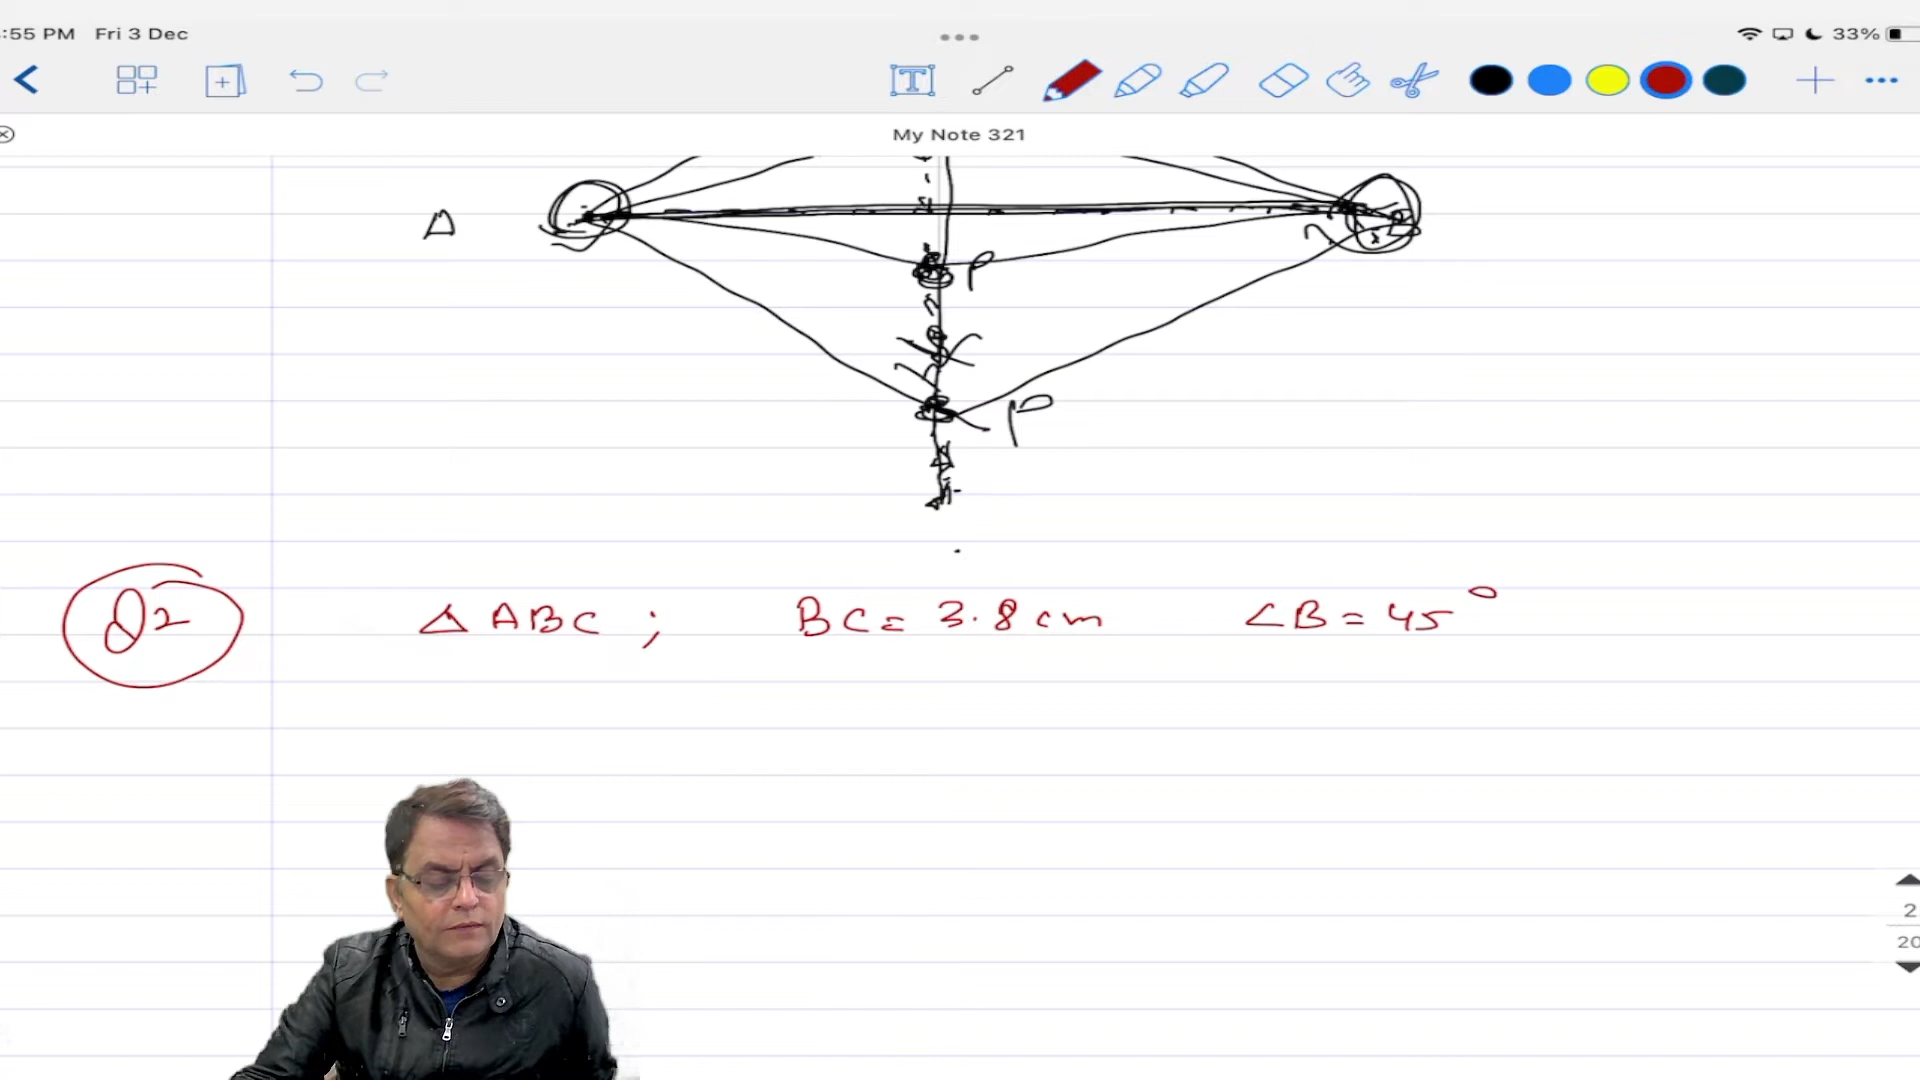 :55 PM Fri 3 Dec
33%
T
My Note 321
A
B
P
P
Q2 △ ABC ; BC = 3.8 cm ∠B = 45°
2
20